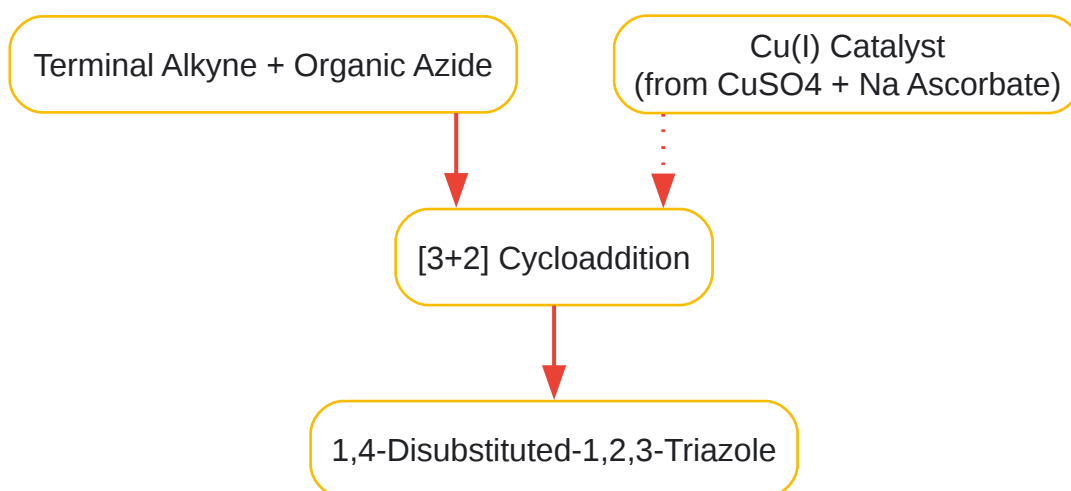 Terminal Alkyne + Organic Azide
Cu(I) Catalyst
(from CuSO4 + Na Ascorbate)
[3+2] Cycloaddition
1,4-Disubstituted-1,2,3-Triazole